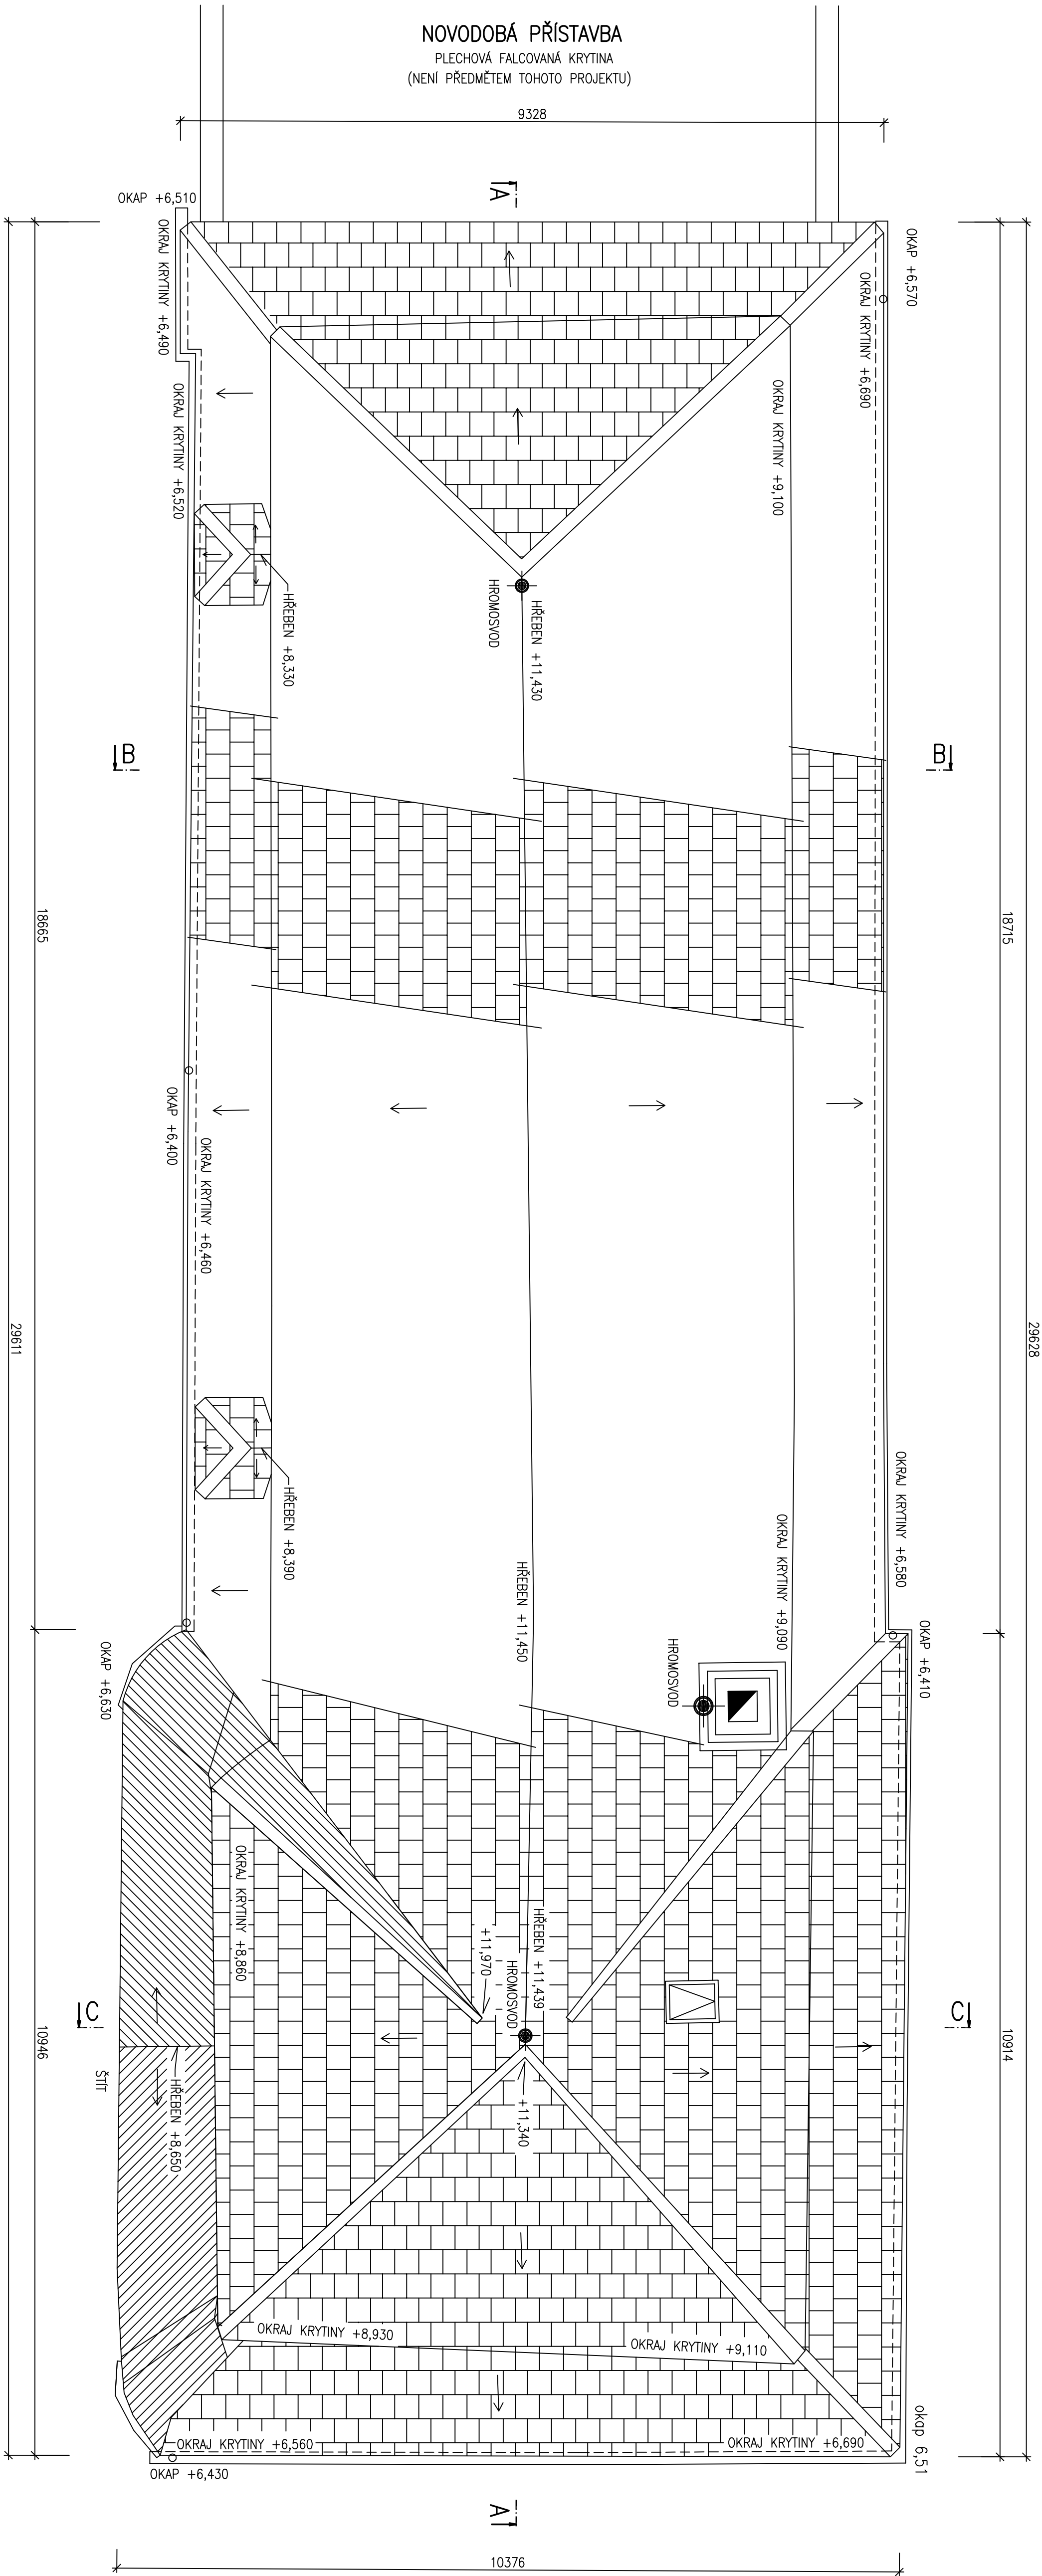 NOVODOBÁ PŘÍSTAVBA
PLECHOVÁ FALCOVANÁ KRYTINA
(NENÍ PŘEDMĚTEM TOHOTO PROJEKTU)
9328
A
OKAP +6,510
OKRAJ KRYTINY +6,490
OKAP +6,570
OKRAJ KRYTINY +6,690
OKRAJ KRYTINY +6,520
OKRAJ KRYTINY +9,100
HŘEBEN +8,330
HROMOSVOD
HŘEBEN +11,430
B
B
18665
18715
OKAP +6,400
OKRAJ KRYTINY +6,460
29611
29628
HŘEBEN +8,390
HŘEBEN +11,450
OKRAJ KRYTINY +9,090
OKRAJ KRYTINY +6,580
OKAP +6,630
HROMOSVOD
OKAP +6,410
OKRAJ KRYTINY +8,860
+11,970
HROMOSVOD
HŘEBEN +11,439
C
C
10946
10914
ŠTÍT
HŘEBEN +8,650
+11,340
OKRAJ KRYTINY +8,930
OKRAJ KRYTINY +9,110
OKRAJ KRYTINY +6,560
OKRAJ KRYTINY +6,690
okap 6,51
OKAP +6,430
A
10376